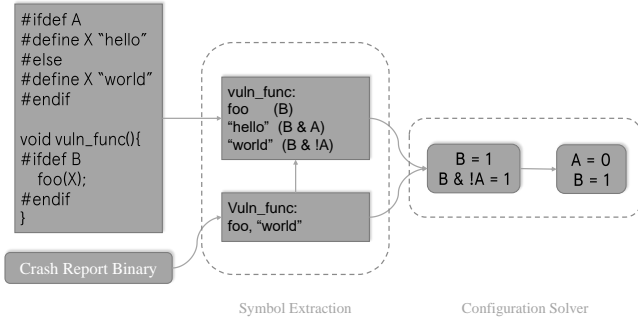 #ifdef A
#define X “hello”
#else
#define X “world”
#endif
void vuln_func(){
#ifdef B
foo(X);
#endif
}
Crash Report Binary
vuln_func:
foo (B)
“hello” (B & A)
“world” (B & !A)
Vuln_func:
foo, “world”
B = 1
B & !A = 1
A = 0
B = 1
Symbol Extraction
Configuration Solver